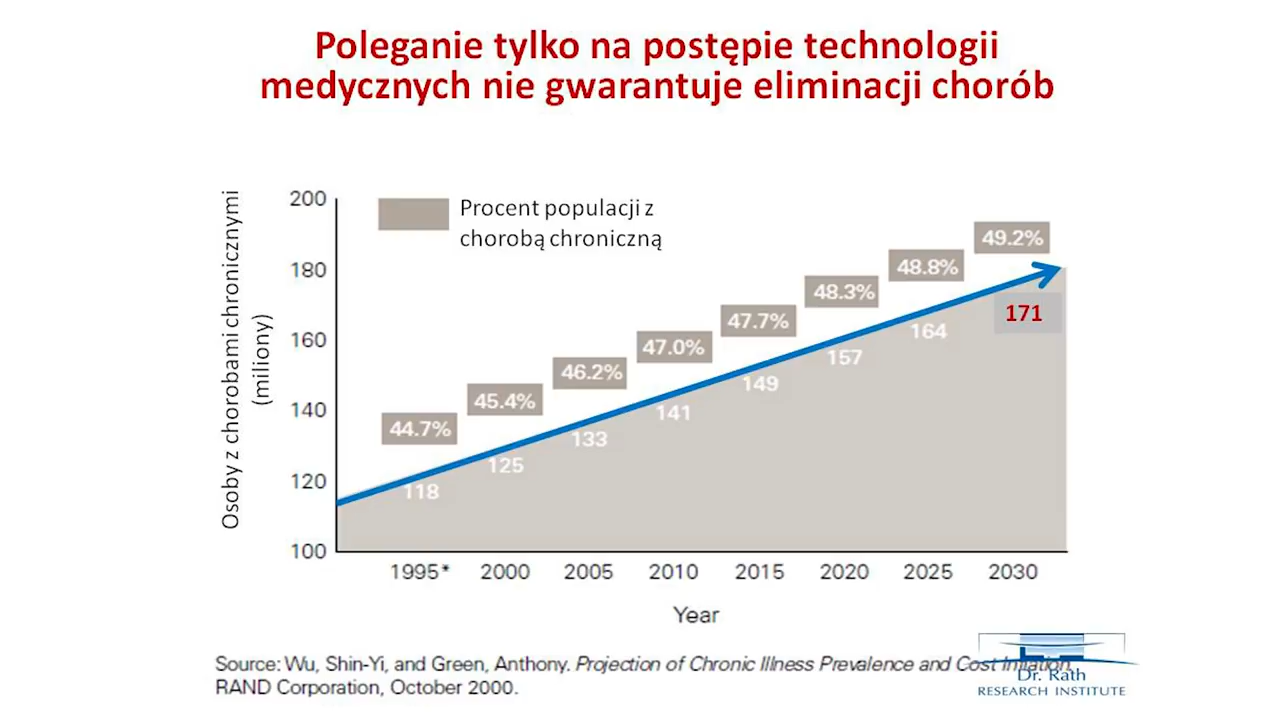 Poleganie tylko na postępie technologii
medycznych nie gwarantuje eliminacji chorób
Osoby z chorobami chronicznymi
(miliony)
200
180
160
140
120
100
Procent populacji z
chorobą chroniczną
44.7%
45.4%
46.2%
47.0%
47.7%
48.3%
48.8%
49.2%
118
125
133
141
149
157
164
171
1995* 2000 2005 2010 2015 2020 2025 2030
Year
Source: Wu, Shin-Yi, and Green, Anthony. Projection of Chronic Illness Prevalence and Cost Inflation.
RAND Corporation, October 2000.
Dr. Rath
RESEARCH INSTITUTE